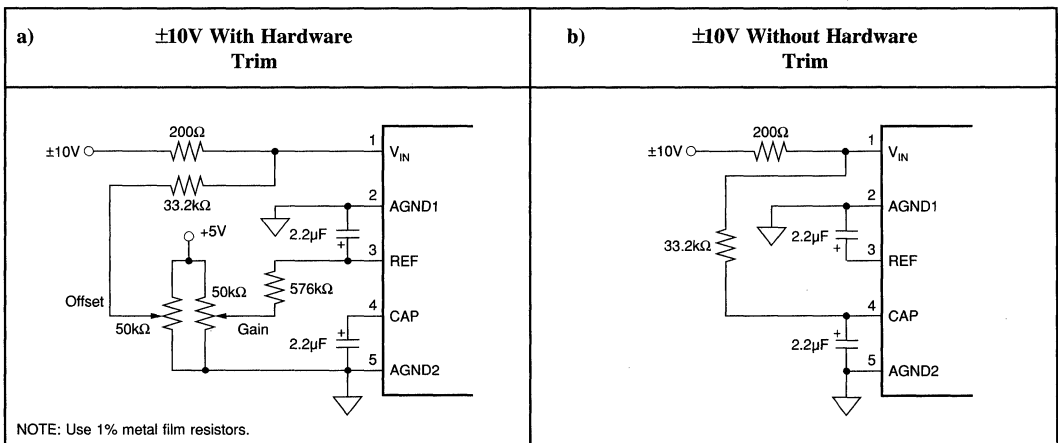 a)
±10V With Hardware
Trim
200Ω
±10V
33.2kΩ
+5V
Offset
50kΩ
50kΩ
Gain
576kΩ
2.2μF
+
2.2μF
+
1
VIN
2
AGND1
3
REF
4
CAP
5
AGND2
NOTE: Use 1% metal film resistors.
b)
±10V Without Hardware
Trim
200Ω
±10V
33.2kΩ
2.2μF
+
2.2μF
+
1
VIN
2
AGND1
3
REF
4
CAP
5
AGND2